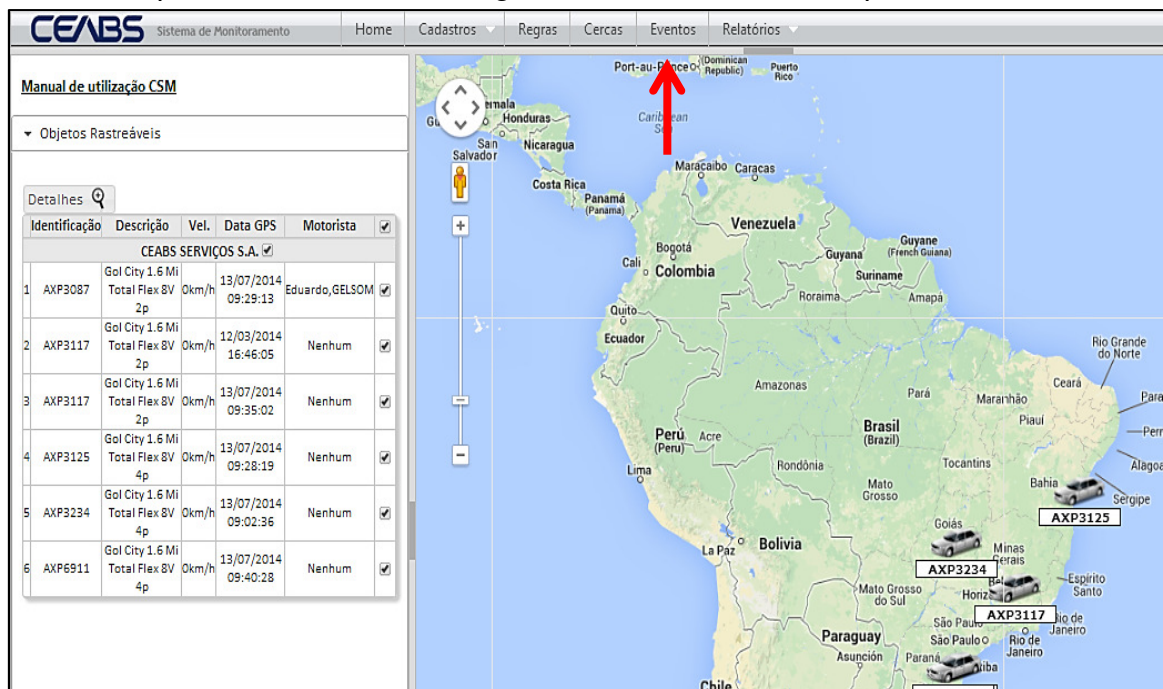 CEABS Sistema de Monitoramento Home Cadastros Regras Cercas Eventos Relatórios
Manual de utilização CSM
Objetos Rastreáveis
Detalhes
Identificação Descrição Vel. Data GPS Motorista
CEABS SERVIÇOS S.A.
1 AXP3087 Gol City 1.6 Mi Total Flex 8V 2p 0km/h 13/07/2014 09:29:13 Eduardo,GELSOM
2 AXP3117 Gol City 1.6 Mi Total Flex 8V 2p 0km/h 12/03/2014 16:46:05 Nenhum
3 AXP3117 Gol City 1.6 Mi Total Flex 8V 2p 0km/h 13/07/2014 09:35:02 Nenhum
4 AXP3125 Gol City 1.6 Mi Total Flex 8V 4p 0km/h 13/07/2014 09:28:19 Nenhum
5 AXP3234 Gol City 1.6 Mi Total Flex 8V 4p 0km/h 13/07/2014 09:02:36 Nenhum
6 AXP6911 Gol City 1.6 Mi Total Flex 8V 4p 0km/h 13/07/2014 09:40:28 Nenhum
(Dominican Republic)
Puerto Rico
Honduras
San Salvador
Nicaragua
Costa Rica
Panamá
(Panama)
Maracaibo Caracas
Venezuela
Bogotá
Cali
Colombia
Guyana
Guyane
(French Guiana)
Suriname
Roraima
Amapá
Quito
Ecuador
Rio Grande do Norte
Amazonas
Pará
Maranhão
Ceará
Piauí
Perú
(Peru)
Acre
Brasil
(Brazil)
Lima
Rondônia
Tocantins
Mato Grosso
Bahia
Sergipe
AXP3125
Goiás
La Paz
Bolivia
Minas Gerais
AXP3234
Mato Grosso do Sul
Espírito Santo
AXP3117
São Paulo
São Paulo
Rio de Janeiro
Paraguay
Asunción
Paraná
Chile